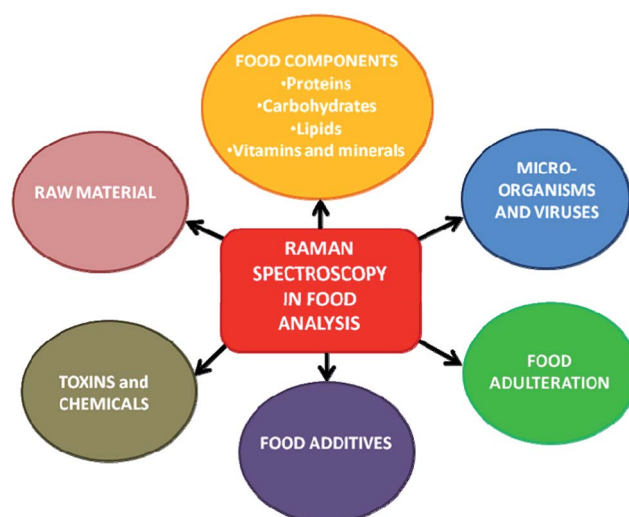 FOOD COMPONENTS
•Proteins
•Carbohydrates
•Lipids
•Vitamins and minerals
MICRO-
ORGANISMS
AND VIRUSES
RAW MATERIAL
RAMAN
SPECTROSCOPY
IN FOOD
ANALYSIS
FOOD
ADULTERATION
TOXINS and
CHEMICALS
FOOD ADDITIVES